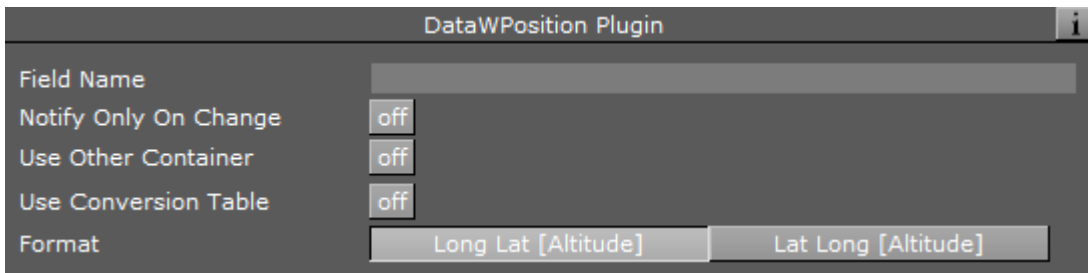 DataWPosition Plugin i
Field Name
Notify Only On Change off
Use Other Container off
Use Conversion Table off
Format Long Lat [Altitude] Lat Long [Altitude]